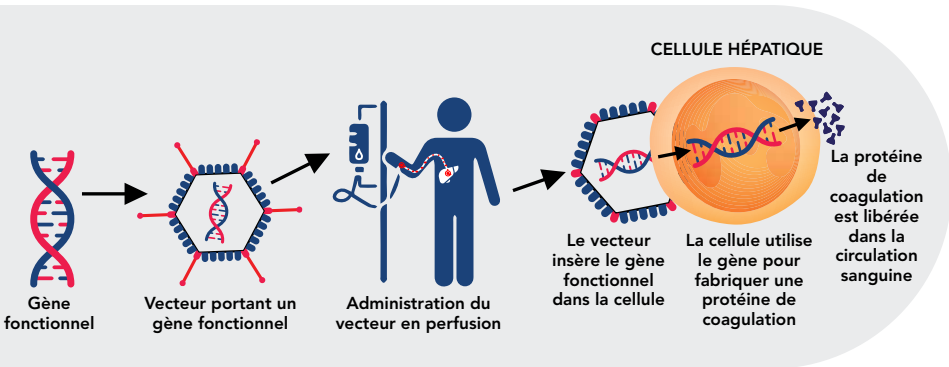 Gène
fonctionnel
Vecteur portant un
gène fonctionnel
Administration du
vecteur en perfusion
CELLULE HÉPATIQUE
Le vecteur
insère le gène
fonctionnel
dans la cellule
La cellule utilise
le gène pour
fabriquer une
protéine de
coagulation
La protéine
de
coagulation
est libérée
dans la
circulation
sanguine